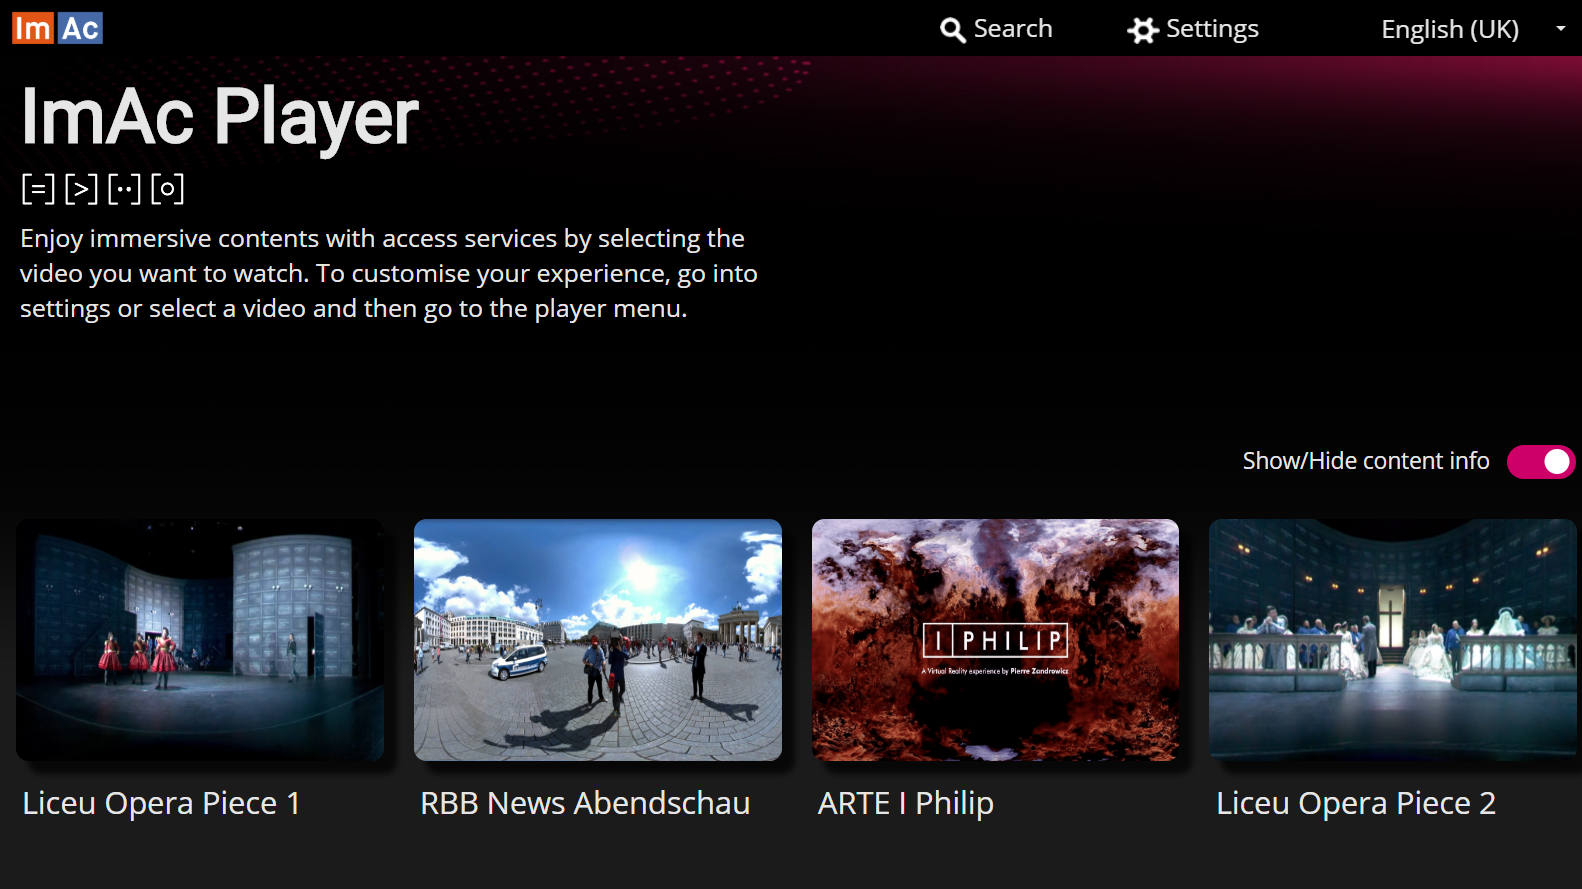 Im Ac
Search
Settings
English (UK)
ImAc Player
[=] [>] [··] [o]
Enjoy immersive contents with access services by selecting the
video you want to watch. To customise your experience, go into
settings or select a video and then go to the player menu.
Show/Hide content info
I PHILIP
A Virtual Reality experience by Pierre Zandrowicz
Liceu Opera Piece 1
RBB News Abendschau
ARTE I Philip
Liceu Opera Piece 2